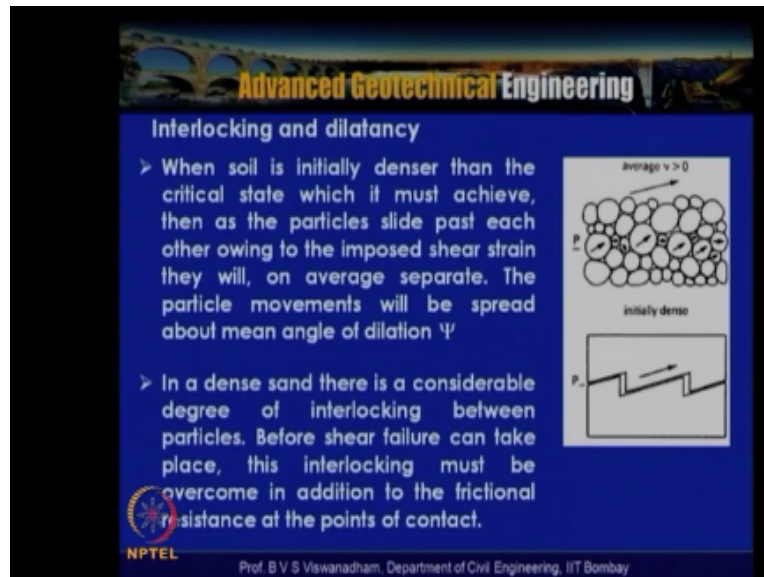 Advanced Geotechnical Engineering
Interlocking and dilatancy
➢ When soil is initially denser than the
critical state which it must achieve,
then as the particles slide past each
other owing to the imposed shear strain
they will, on average separate. The
particle movements will be spread
about mean angle of dilation Ψ
➢ In a dense sand there is a considerable
degree of interlocking between
particles. Before shear failure can take
place, this interlocking must be
overcome in addition to the frictional
resistance at the points of contact.
average ν > 0
P
initially dense
P
NPTEL
Prof. B V S Viswanadham, Department of Civil Engineering, IIT Bombay